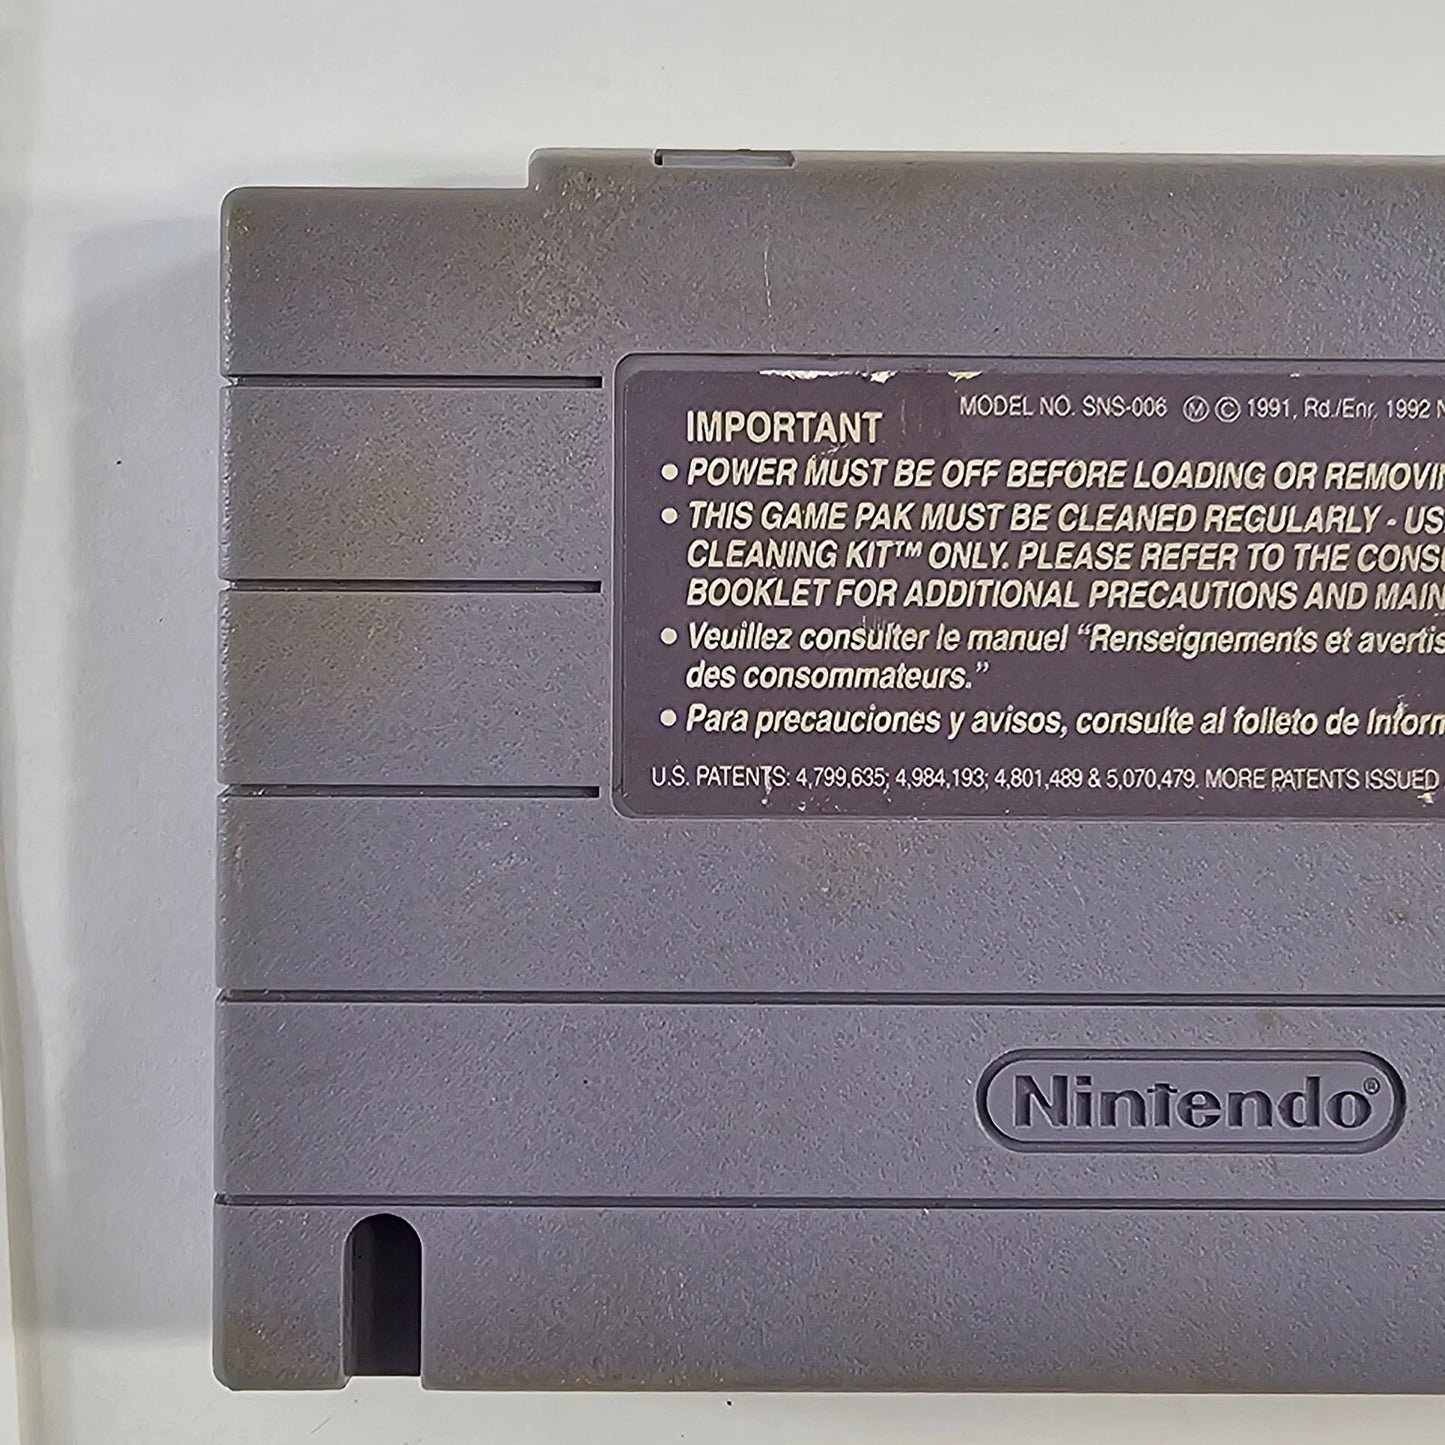 MODEL NO. SNS-006 Ⓜ © 1991, Rd./Enr. 1992
IMPORTANT
• POWER MUST BE OFF BEFORE LOADING OR
• THIS GAME PAK MUST BE CLEANED REGULARLY -
CLEANING KIT™ ONLY. PLEASE REFER TO THE
BOOKLET FOR ADDITIONAL PRECAUTIONS AND
• Veuillez consulter le manuel “Renseignements et
des consommateurs.”
• Para precauciones y avisos, consulte al folleto de
U.S. PATENTS: 4,799,635; 4,984,193; 4,801,489 & 5,070,479. MORE PATENTS ISSUED
Nintendo®